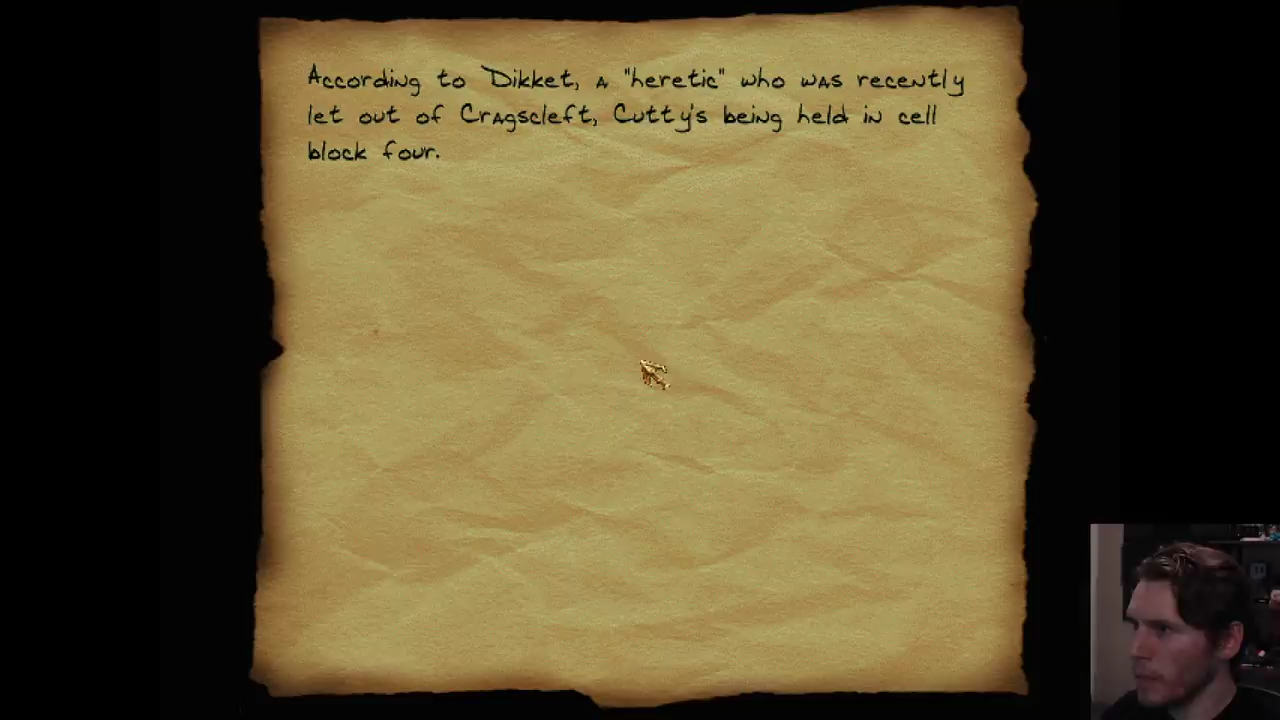 According to Dikket, a "heretic" who was recently
let out of Cragscleft, Cutty's being held in cell
block four.